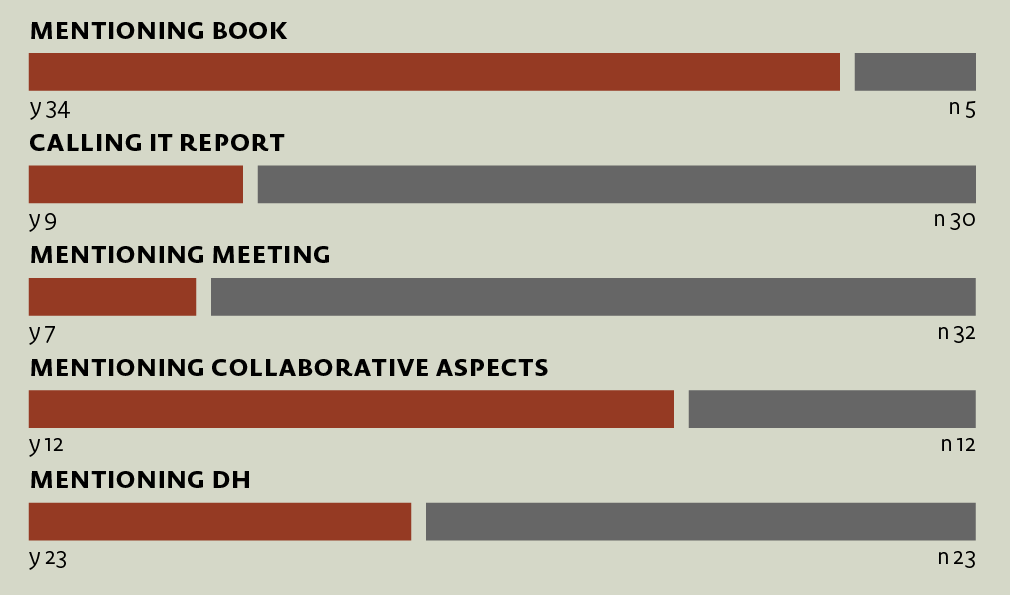 MENTIONING BOOK
y 34 n 5
CALLING IT REPORT
y 9 n 30
MENTIONING MEETING
y 7 n 32
MENTIONING COLLABORATIVE ASPECTS
y 12 n 12
MENTIONING DH
y 23 n 23